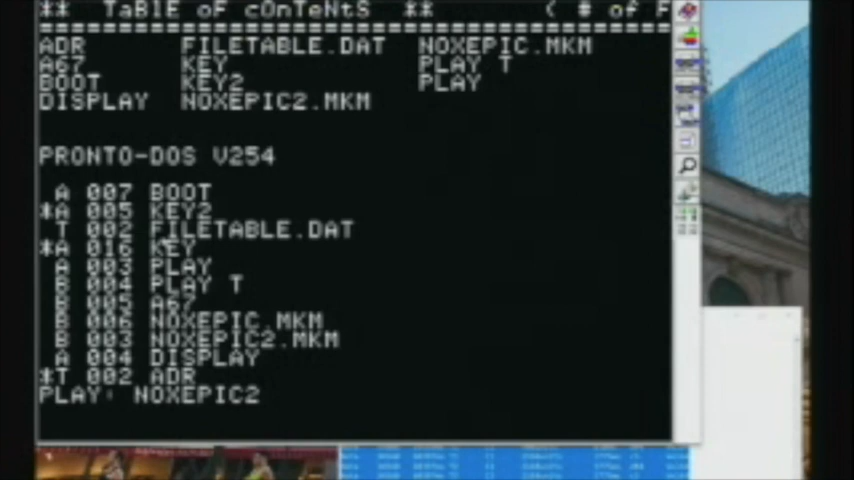 ** TaBlE oF cOnTeNtS ** ( # of F
ADR FILETABLE.DAT NOXEPIC.MKM
A67 KEY PLAY T
BOOT KEY2 PLAY
DISPLAY NOXEPIC2.MKM
PRONTO-DOS V254
A 007 BOOT
*A 005 KEY2
T 002 FILETABLE.DAT
*A 016 KEY
A 003 PLAY
B 004 PLAY T
B 005 A67
B 006 NOXEPIC.MKM
B 003 NOXEPIC2.MKM
A 004 DISPLAY
*T 002 ADR
PLAY: NOXEPIC2